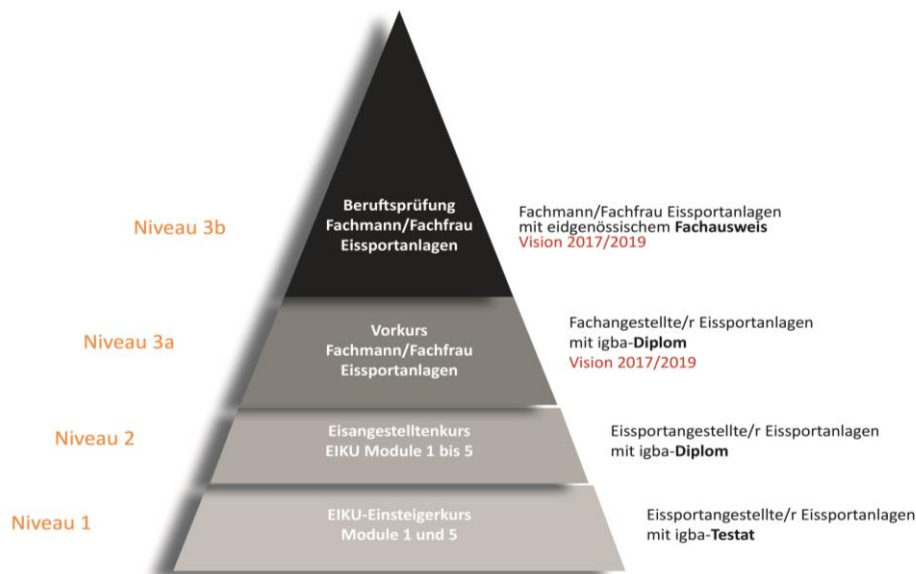 Niveau 3b
Beruftsprüfung
Fachmann/Fachfrau
Eissportanlagen
Fachmann/Fachfrau Eissportanlagen
mit eidgenössischem Fachausweis
Vision 2017/2019
Niveau 3a
Vorkurs
Fachmann/Fachfrau
Eissportanlagen
Fachangestellte/r Eissportanlagen
mit igba-Diplom
Vision 2017/2019
Niveau 2
Eisangestelltenkurs
EIKU Module 1 bis 5
Eissportangestellte/r Eissportanlagen
mit igba-Diplom
Niveau 1
EIKU-Einsteigerkurs
Module 1 und 5
Eissportangestellte/r Eissportanlagen
mit igba-Testat